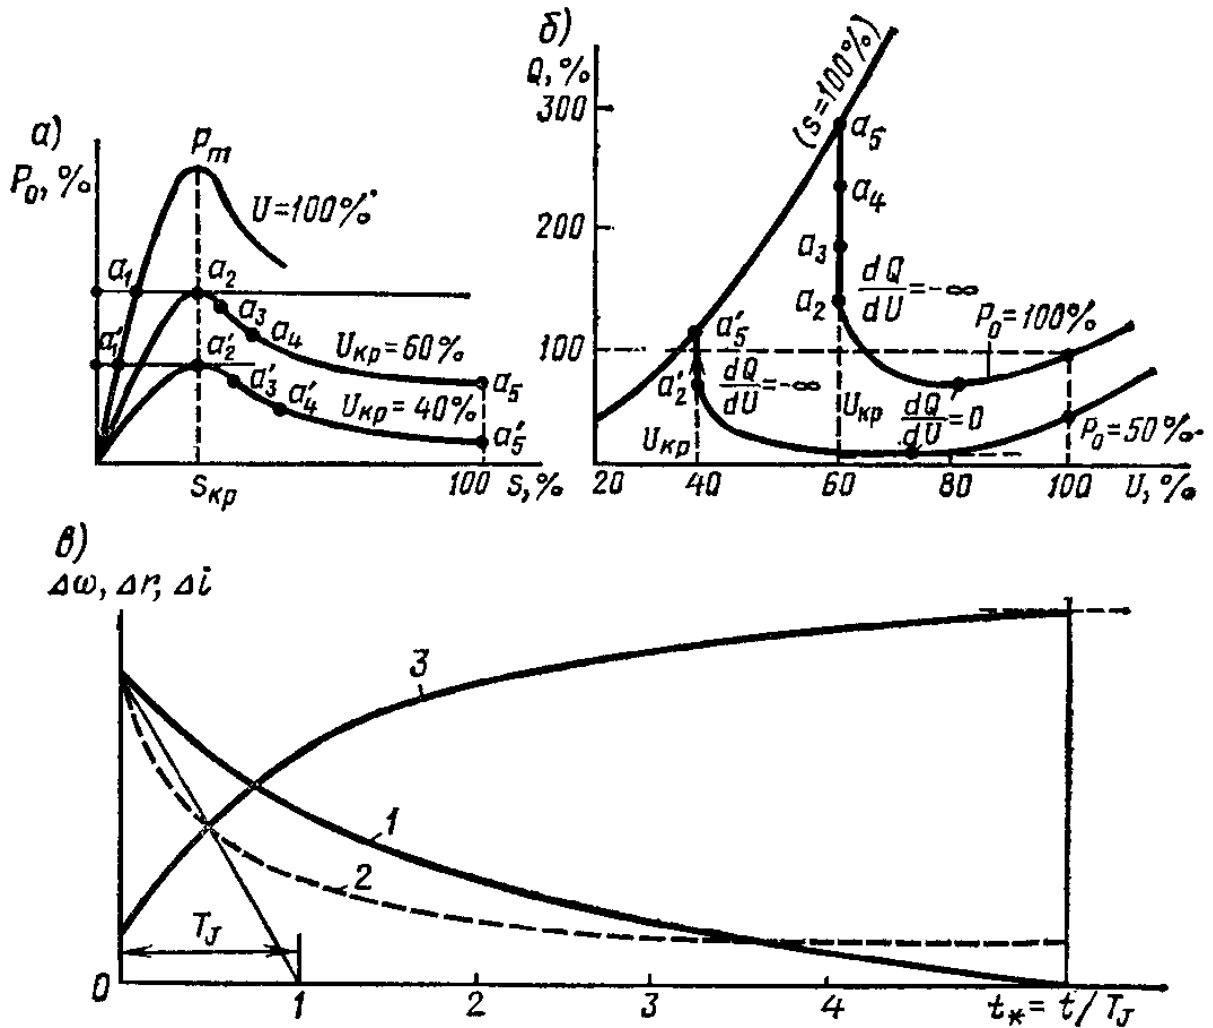 а)
P₀, %
Pm
U=100%
a₁
a₂
a₃
a₄
Uкр=60%
a₅
a′₁
a′₂
a′₃
a′₄
Uкр=40%
a′₅
sкр
100 s,%
б)
Q,%
300
200
100
(s=100%)
a₅
a₄
a₃
a₂
dQ/dU=-∞
P₀=100%
a′₅
a′₂
dQ/dU=-∞
Uкр
Uкр
dQ/dU=0
P₀=50%
20 40 60 80 100 U,%
в)
Δω, Δr, Δi
3
1
2
TJ
0 1 2 3 4 t*=t/TJ